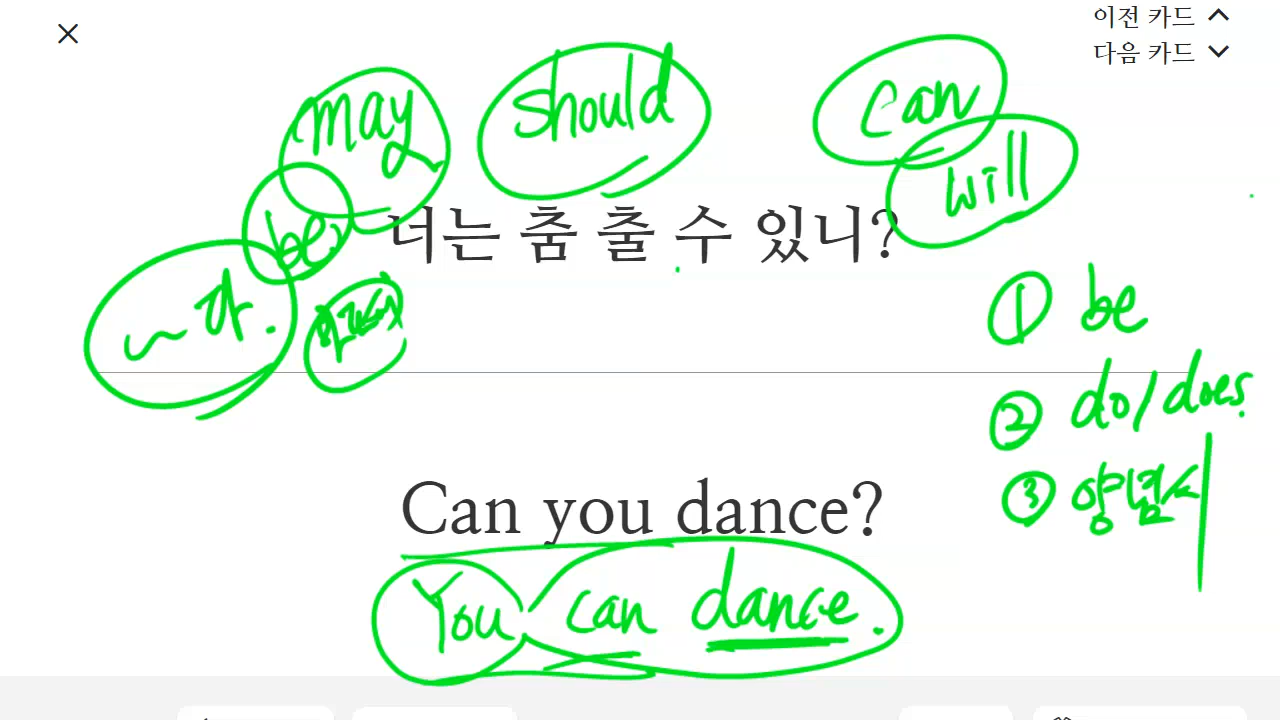 이전 카드
다음 카드
may should can
will
be
너는 춤 출 수 있니?
~다.
① be
② do/does
③ 양념시
Can you dance?
You can dance.